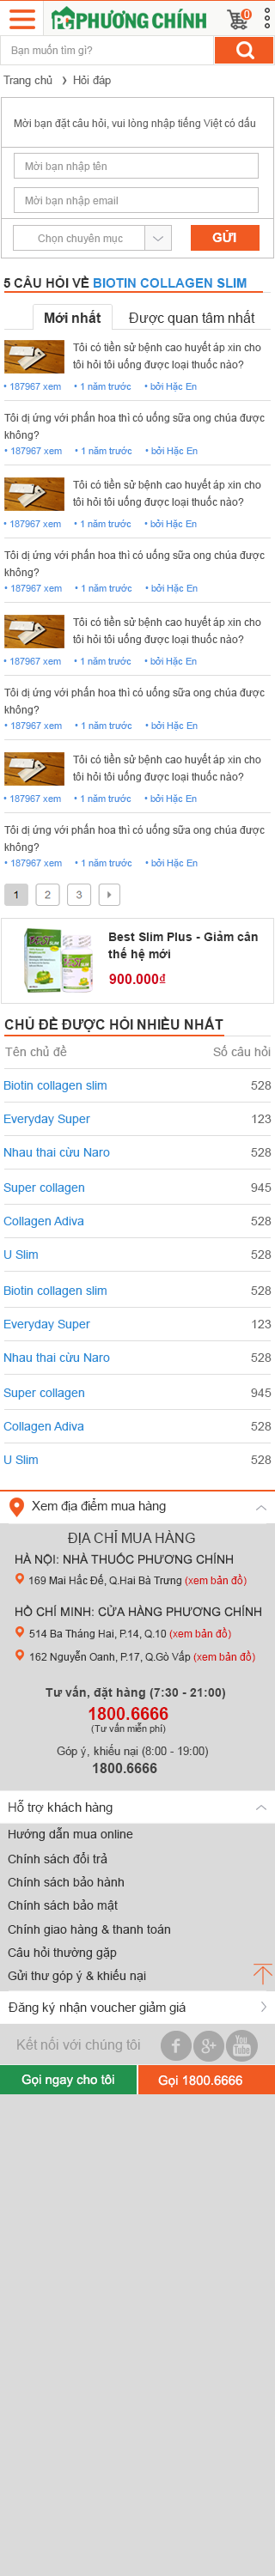 PHƯƠNG CHÍNH
0
Bạn muốn tìm gì?
Trang chủ > Hỏi đáp
Mời bạn đặt câu hỏi, vui lòng nhập tiếng Việt có dấu
Mời bạn nhập tên
Mời bạn nhập email
Chọn chuyên mục
GỬI
5 CÂU HỎI VỀ BIOTIN COLLAGEN SLIM
Mới nhất Được quan tâm nhất
Tôi có tiền sử bệnh cao huyết áp xin cho
tôi hỏi tôi uống được loại thuốc nào?
• 187967 xem • 1 năm trước • bởi Hặc En
Tôi dị ứng với phấn hoa thì có uống sữa ong chúa được
không?
• 187967 xem • 1 năm trước • bởi Hặc En
Tôi có tiền sử bệnh cao huyết áp xin cho
tôi hỏi tôi uống được loại thuốc nào?
• 187967 xem • 1 năm trước • bởi Hặc En
Tôi dị ứng với phấn hoa thì có uống sữa ong chúa được
không?
• 187967 xem • 1 năm trước • bởi Hặc En
Tôi có tiền sử bệnh cao huyết áp xin cho
tôi hỏi tôi uống được loại thuốc nào?
• 187967 xem • 1 năm trước • bởi Hặc En
Tôi dị ứng với phấn hoa thì có uống sữa ong chúa được
không?
• 187967 xem • 1 năm trước • bởi Hặc En
Tôi có tiền sử bệnh cao huyết áp xin cho
tôi hỏi tôi uống được loại thuốc nào?
• 187967 xem • 1 năm trước • bởi Hặc En
Tôi dị ứng với phấn hoa thì có uống sữa ong chúa được
không?
• 187967 xem • 1 năm trước • bởi Hặc En
1 2 3
Best Slim Plus - Giảm cân
thế hệ mới
900.000đ
CHỦ ĐỀ ĐƯỢC HỎI NHIỀU NHẤT
Tên chủ đề Số câu hỏi
Biotin collagen slim 528
Everyday Super 123
Nhau thai cừu Naro 528
Super collagen 945
Collagen Adiva 528
U Slim 528
Biotin collagen slim 528
Everyday Super 123
Nhau thai cừu Naro 528
Super collagen 945
Collagen Adiva 528
U Slim 528
Xem địa điểm mua hàng
ĐỊA CHỈ MUA HÀNG
HÀ NỘI: NHÀ THUỐC PHƯƠNG CHÍNH
169 Mai Hắc Đế, Q.Hai Bà Trưng (xem bản đồ)
HỒ CHÍ MINH: CỬA HÀNG PHƯƠNG CHÍNH
514 Ba Tháng Hai, P.14, Q.10 (xem bản đồ)
162 Nguyễn Oanh, P.17, Q.Gò Vấp (xem bản đồ)
Tư vấn, đặt hàng (7:30 - 21:00)
1800.6666
(Tư vấn miễn phí)
Góp ý, khiếu nại (8:00 - 19:00)
1800.6666
Hỗ trợ khách hàng
Hướng dẫn mua online
Chính sách đổi trả
Chính sách bảo hành
Chính sách bảo mật
Chính giao hàng & thanh toán
Câu hỏi thường gặp
Gửi thư góp ý & khiếu nại
Đăng ký nhận voucher giảm giá
Kết nối với chúng tôi f g+ You Tube
Gọi ngay cho tôi Gọi 1800.6666